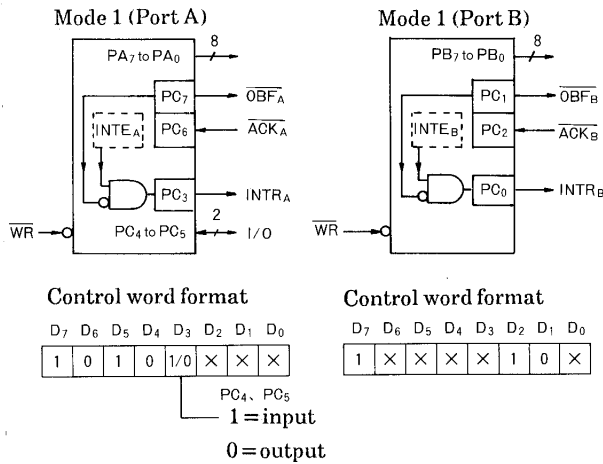 Mode 1 (Port A)
PA7 to PA0
8
PC7
OBFA
INTEA
PC6
ACKA
PC3
INTRA
2
WR
PC4 to PC5
I/O
Control word format
D7 D6 D5 D4 D3 D2 D1 D0
1 0 1 0 1/0 × × ×
PC4、PC5
1=input
0=output
Mode 1 (Port B)
PB7 to PB0
8
PC1
OBFB
INTEB
PC2
ACKB
PC0
INTRB
WR
Control word format
D7 D6 D5 D4 D3 D2 D1 D0
1 × × × × 1 0 ×